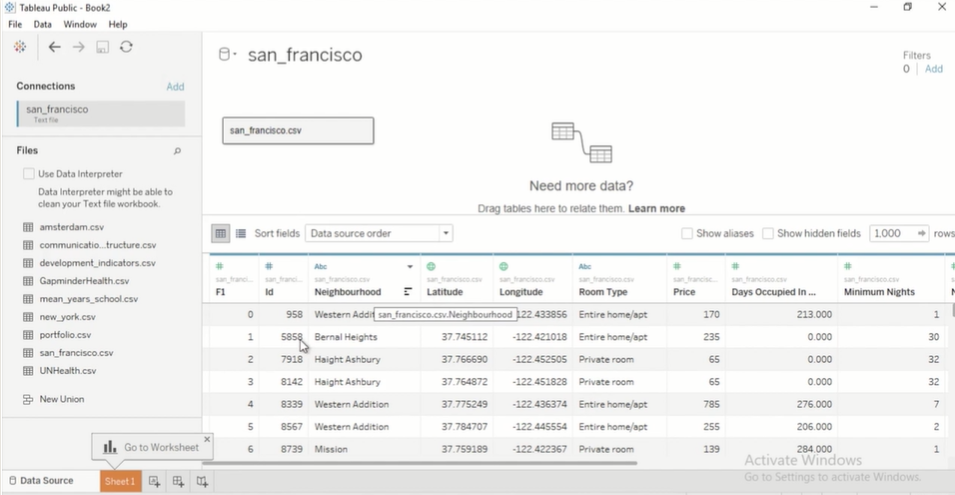 Tableau Public - Book2
File Data Window Help
san_francisco
Filters
0 Add
Connections Add
san_francisco
Text file
san_francisco.csv
Files
Use Data Interpreter
Data Interpreter might be able to
clean your Text file workbook.
Need more data?
Drag tables here to relate them. Learn more
amsterdam.csv
communicatio...tructure.csv
development_indicators.csv
GapminderHealth.csv
mean_years_school.csv
new_york.csv
portfolio.csv
san_francisco.csv
UNHealth.csv
New Union
Sort fields Data source order Show aliases Show hidden fields 1,000 rows
Abc Abc
san_franci... san_franci... san_francisco.csv san_francisco.csv san_francisco.csv san_francisco.csv san_francisc... san_francisco.csv san_francisco.csv
F1 Id Neighbourhood Latitude Longitude Room Type Price Days Occupied In ... Minimum Nights
0 958 Western Addit san_francisco.csv.Neighbourhood 122.433856 Entire home/apt 170 213.000 1
1 5858 Bernal Heights 37.745112 -122.421018 Entire home/apt 235 0.000 30
2 7918 Haight Ashbury 37.766690 -122.452505 Private room 65 0.000 32
3 8142 Haight Ashbury 37.764872 -122.451828 Private room 65 0.000 32
4 8339 Western Addition 37.775249 -122.436374 Entire home/apt 785 276.000 7
5 8567 Western Addition 37.784707 -122.445554 Entire home/apt 255 206.000 2
6 8739 Mission 37.759189 -122.422367 Private room 139 284.000 1
Go to Worksheet
Activate Windows
Go to Settings to activate Windows.
Data Source Sheet 1